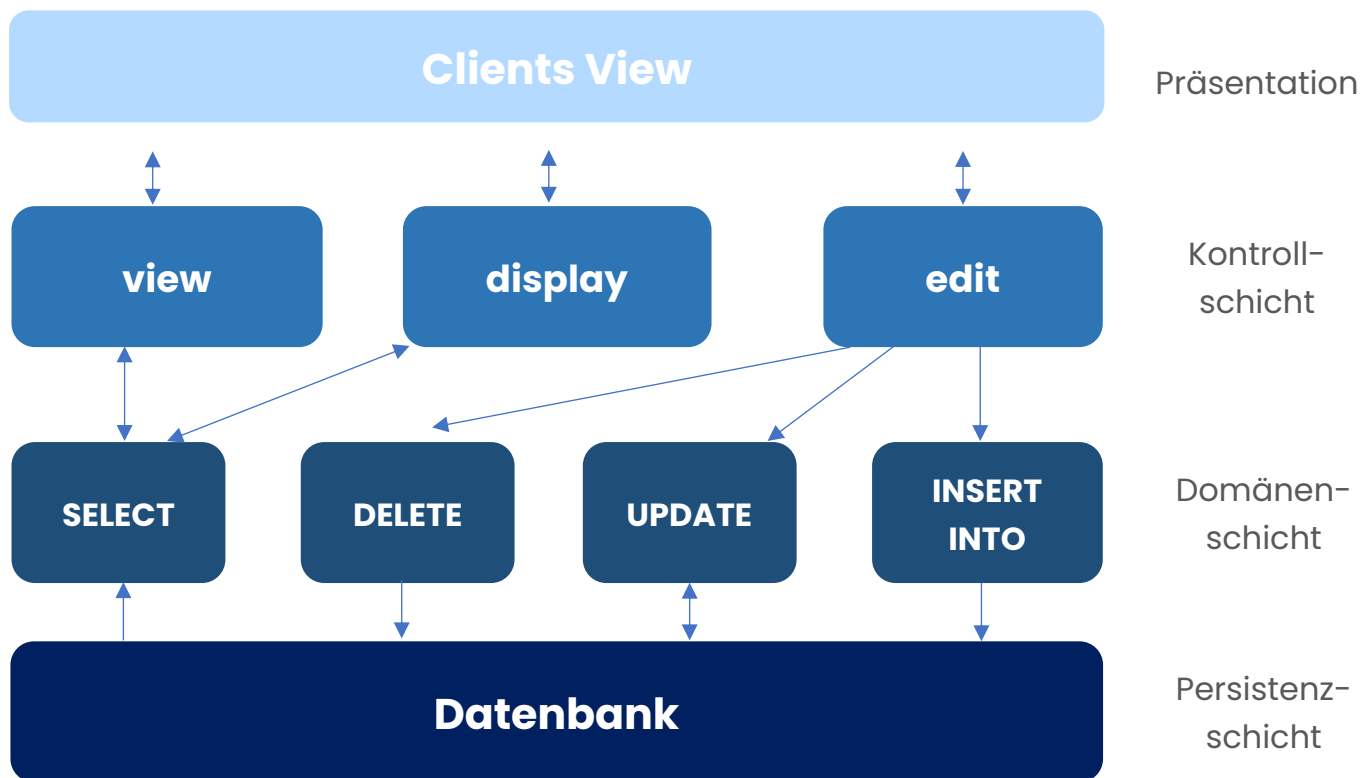 Clients View
Präsentation
view
display
edit
Kontroll-
schicht
SELECT
DELETE
UPDATE
INSERT
INTO
Domänen-
schicht
Datenbank
Persistenz-
schicht